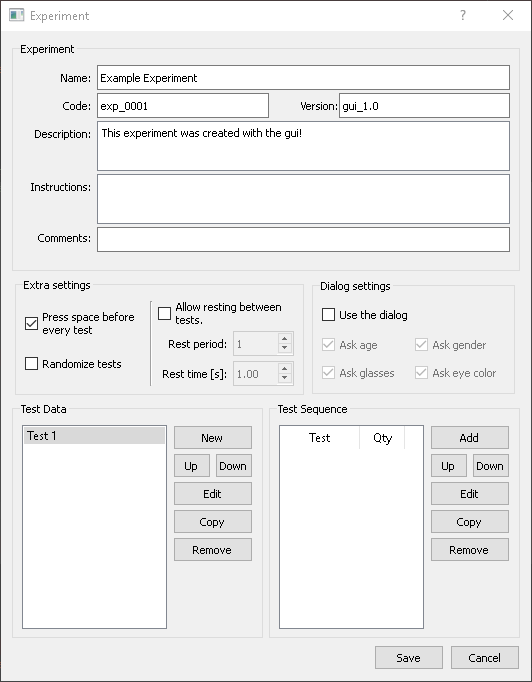 Experiment
?
Experiment
Name: Example Experiment
Code: exp_0001 Version: gui_1.0
Description: This experiment was created with the gui!
Instructions:
Comments:
Extra settings
Press space before
every test
Randomize tests
Allow resting between
tests.
Rest period: 1
Rest time [s]: 1.00
Dialog settings
Use the dialog
Ask age Ask gender
Ask glasses Ask eye color
Test Data
Test 1
New
Up Down
Edit
Copy
Remove
Test Sequence
Test Qty
Add
Up Down
Edit
Copy
Remove
Save Cancel